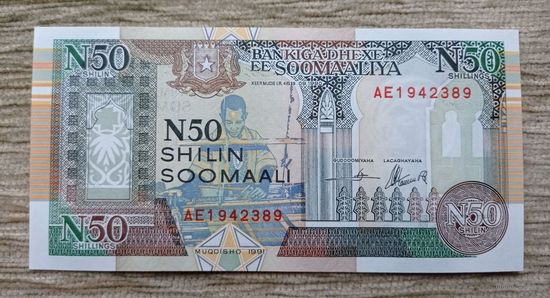 N50
SHILIN
BANKIGA DHEXE
EE SOOMAALIYA
N50
SHILLINGS
AE1942389
N50
SHILIN
SOOMAALI
GUDDOOMIYAHA LACAGHAYAHA
AE1942389
N50
SHILLINGS
MUQDISHO 1991
N50
SHILIN